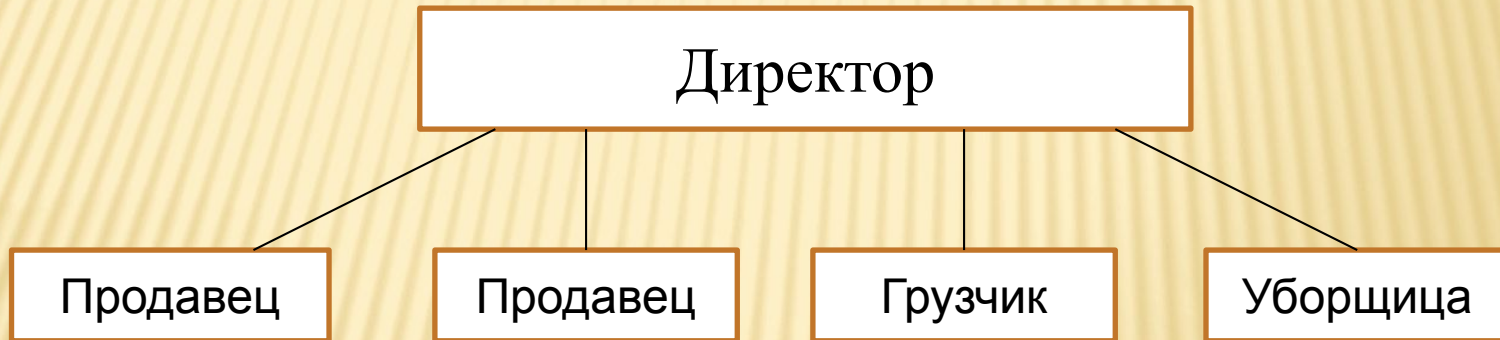 Директор
Продавец
Продавец
Грузчик
Уборщица